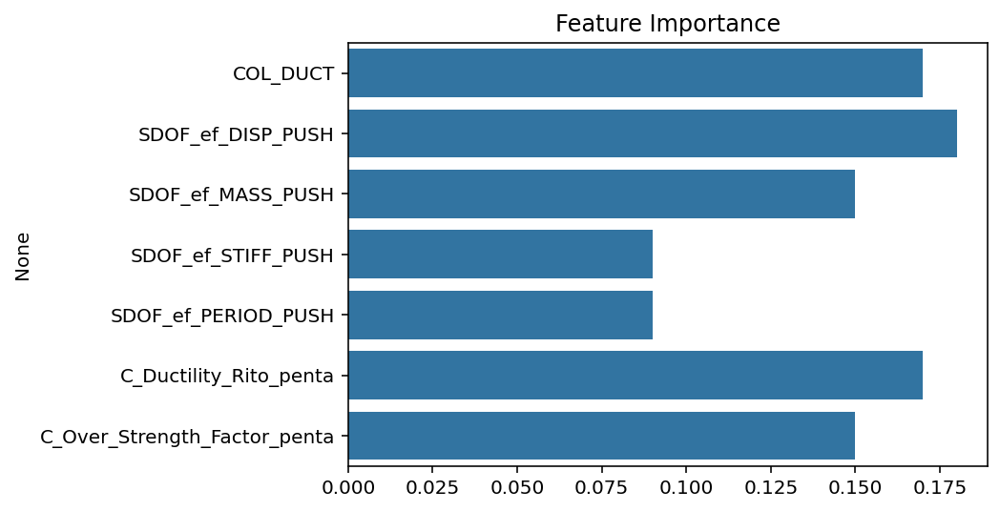 Feature Importance
COL_DUCT
SDOF_ef_DISP_PUSH
SDOF_ef_MASS_PUSH
SDOF_ef_STIFF_PUSH
SDOF_ef_PERIOD_PUSH
C_Ductility_Rito_penta
C_Over_Strength_Factor_penta
None
0.000 0.025 0.050 0.075 0.100 0.125 0.150 0.175